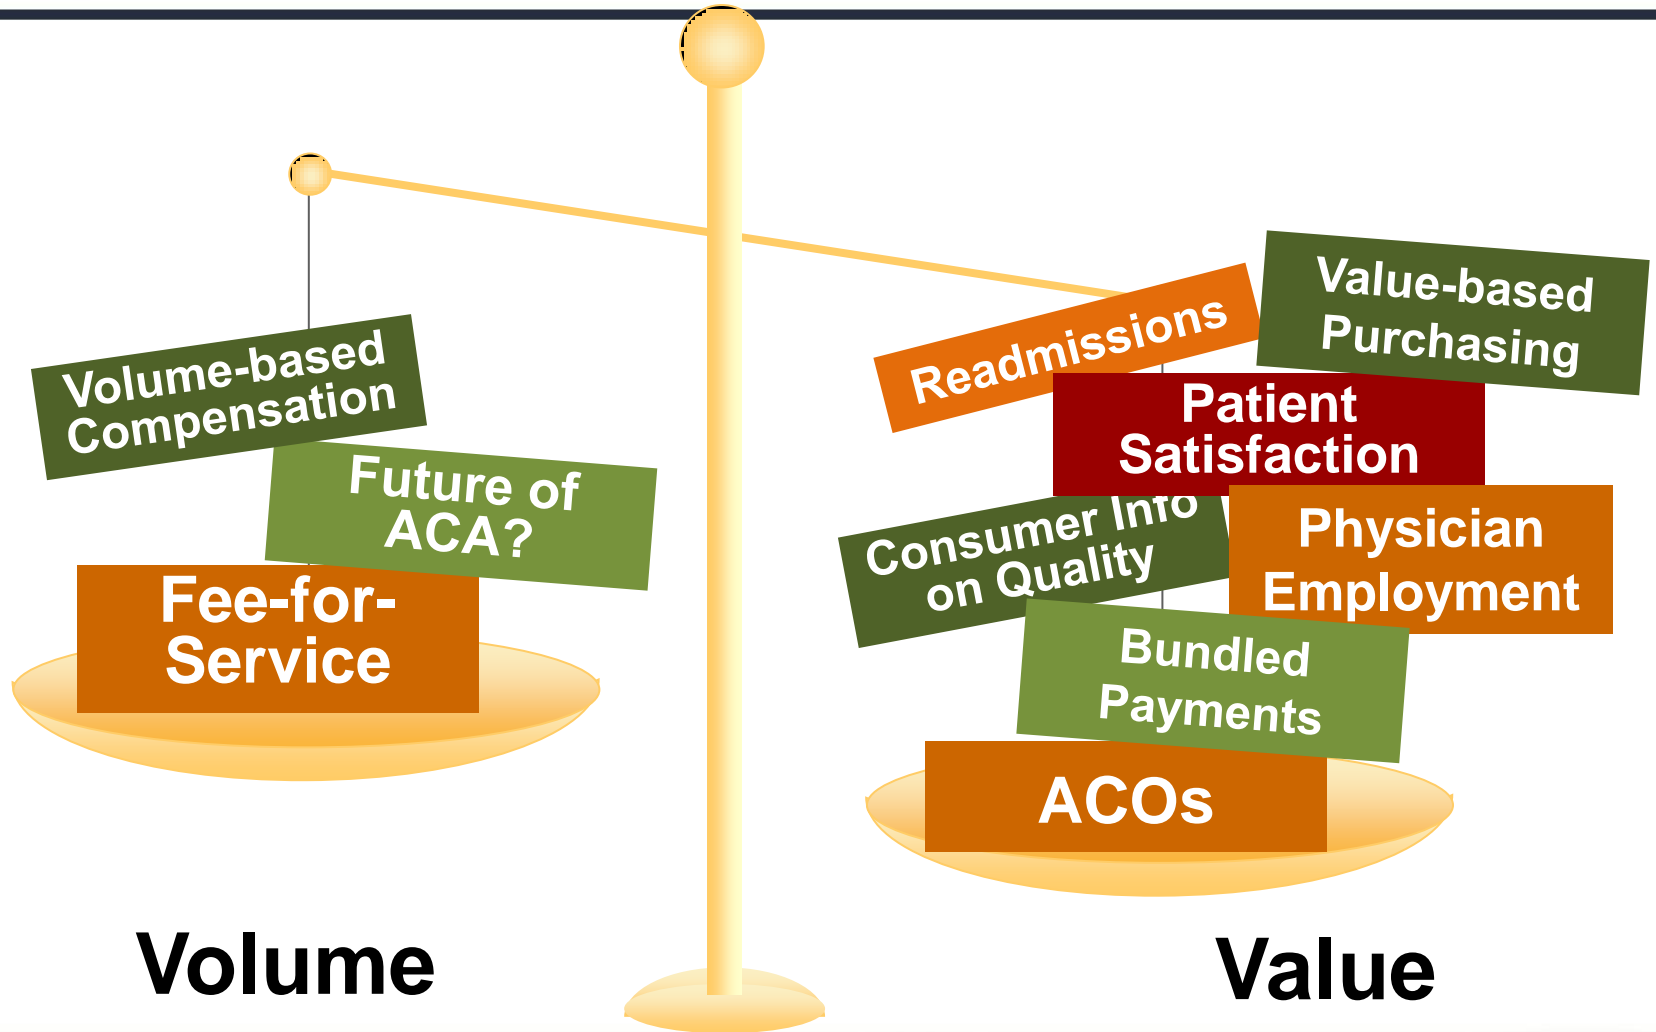 Volume-based
Compensation
Future of
ACA?
Fee-for-
Service
Volume
Readmissions
Value-based
Purchasing
Patient
Satisfaction
Consumer Info
on Quality
Physician
Employment
Bundled
Payments
ACOs
Value